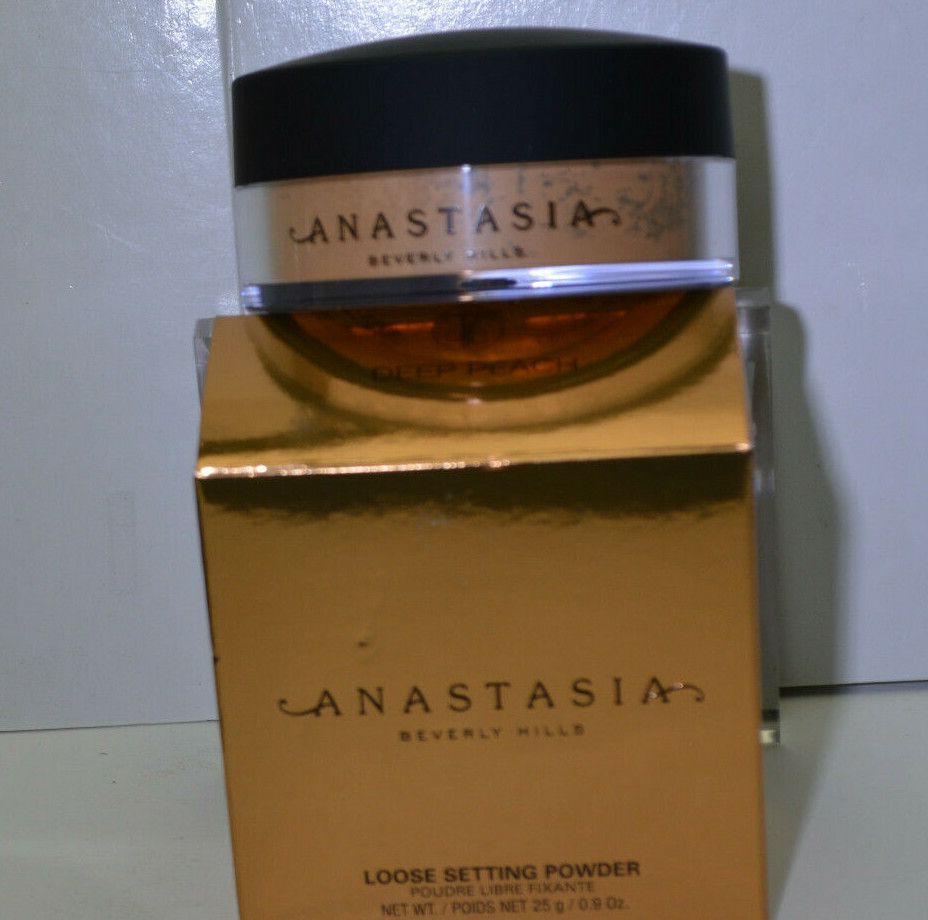 ANASTASIA
BEVERLY HILLS
DEEP PEACH
ANASTASIA
BEVERLY HILLS
LOOSE SETTING POWDER
POUDRE LIBRE FIXANTE
NET WT. / POIDS NET 25 g / 0.9 Oz.